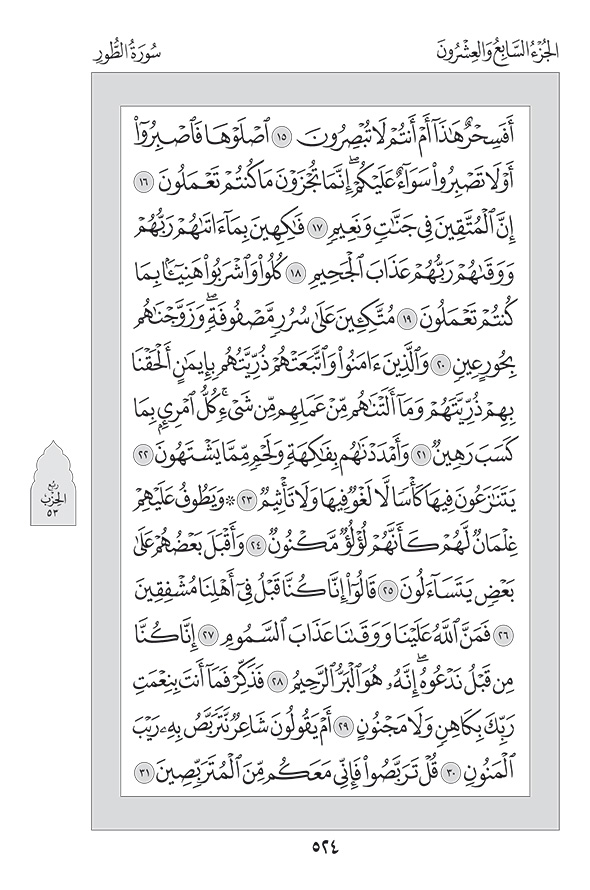 الجُزْءُ السَّابِعُ وَالعِشْرُونَ
سُورَةُ الطُّورِ
أَفَسِحْرٌ هَٰذَآ أَمْ أَنتُمْ لَا تُبْصِرُونَ ١٥ ٱصْلَوْهَا فَٱصْبِرُوٓا۟
أَوْ لَا تَصْبِرُوا۟ سَوَآءٌ عَلَيْكُمْ ۖ إِنَّمَا تُجْزَوْنَ مَا كُنتُمْ تَعْمَلُونَ ١٦
إِنَّ ٱلْمُتَّقِينَ فِى جَنَّٰتٍ وَنَعِيمٍ ١٧ فَٰكِهِينَ بِمَآ ءَاتَىٰهُمْ رَبُّهُمْ
وَوَقَىٰهُمْ رَبُّهُمْ عَذَابَ ٱلْجَحِيمِ ١٨ كُلُوا۟ وَٱشْرَبُوا۟ هَنِيٓـًٔۢا بِمَا
كُنتُمْ تَعْمَلُونَ ١٩ مُتَّكِـِٔينَ عَلَىٰ سُرُرٍ مَّصْفُوفَةٍ ۖ وَزَوَّجْنَٰهُم
بِحُورٍ عِينٍ ٢٠ وَٱلَّذِينَ ءَامَنُوا۟ وَٱتَّبَعَتْهُمْ ذُرِّيَّتُهُم بِإِيمَٰنٍ أَلْحَقْنَا
بِهِمْ ذُرِّيَّتَهُمْ وَمَآ أَلَتْنَٰهُم مِّنْ عَمَلِهِم مِّن شَىْءٍ ۚ كُلُّ ٱمْرِئٍۭ بِمَا
كَسَبَ رَهِينٌ ٢١ وَأَمْدَدْنَٰهُم بِفَٰكِهَةٍ وَلَحْمٍ مِّمَّا يَشْتَهُونَ ٢٢
يَتَنَٰزَعُونَ فِيهَا كَأْسًا لَّا لَغْوٌ فِيهَا وَلَا تَأْثِيمٌ ٢٣ ۞ وَيَطُوفُ عَلَيْهِمْ
غِلْمَانٌ لَّهُمْ كَأَنَّهُمْ لُؤْلُؤٌ مَّكْنُونٌ ٢٤ وَأَقْبَلَ بَعْضُهُمْ عَلَىٰ
بَعْضٍ يَتَسَآءَلُونَ ٢٥ قَالُوٓا۟ إِنَّا كُنَّا قَبْلُ فِىٓ أَهْلِنَا مُشْفِقِينَ
٢٦ فَمَنَّ ٱللَّهُ عَلَيْنَا وَوَقَىٰنَا عَذَابَ ٱلسَّمُومِ ٢٧ إِنَّا كُنَّا
مِن قَبْلُ نَدْعُوهُ ۖ إِنَّهُۥ هُوَ ٱلْبَرُّ ٱلرَّحِيمُ ٢٨ فَذَكِّرْ فَمَآ أَنتَ بِنِعْمَتِ
رَبِّكَ بِكَاهِنٍ وَلَا مَجْنُونٍ ٢٩ أَمْ يَقُولُونَ شَاعِرٌ نَّتَرَبَّصُ بِهِۦ رَيْبَ
ٱلْمَنُونِ ٣٠ قُلْ تَرَبَّصُوا۟ فَإِنِّى مَعَكُم مِّنَ ٱلْمُتَرَبِّصِينَ ٣١
رُبْع
الحِزْب
٥٣
٥٢٤